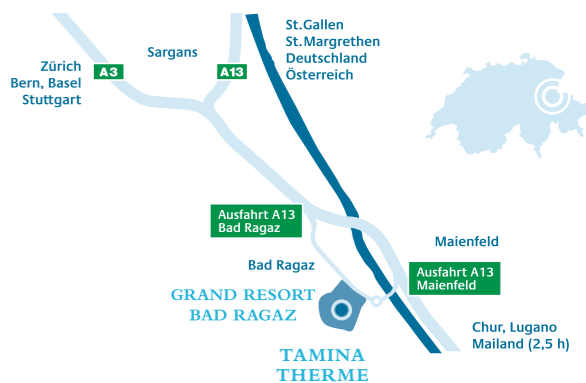 St.Gallen
St.Margrethen
Deutschland
Österreich
Sargans
Zürich
Bern, Basel
Stuttgart
A3
A13
Ausfahrt A13
Bad Ragaz
Maienfeld
Bad Ragaz
Ausfahrt A13
Maienfeld
GRAND RESORT
BAD RAGAZ
Chur, Lugano
Mailand (2,5 h)
TAMINA
THERME